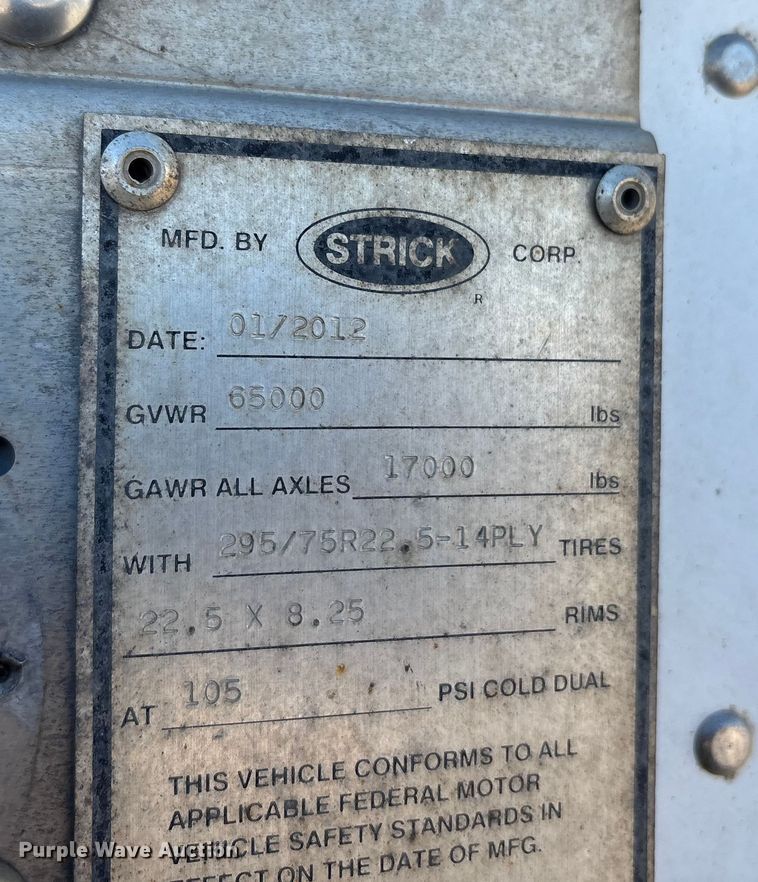 MFD. BY STRICK CORP.
R
DATE: 01/2012
GVWR 65000 lbs
GAWR ALL AXLES 17000 lbs
WITH 295/75R22.5-14PLY TIRES
22.5 X 8.25 RIMS
AT 105 PSI COLD DUAL
THIS VEHICLE CONFORMS TO ALL
APPLICABLE FEDERAL MOTOR
VEHICLE SAFETY STANDARDS IN
EFFECT ON THE DATE OF MFG.
Purple Wave Auction